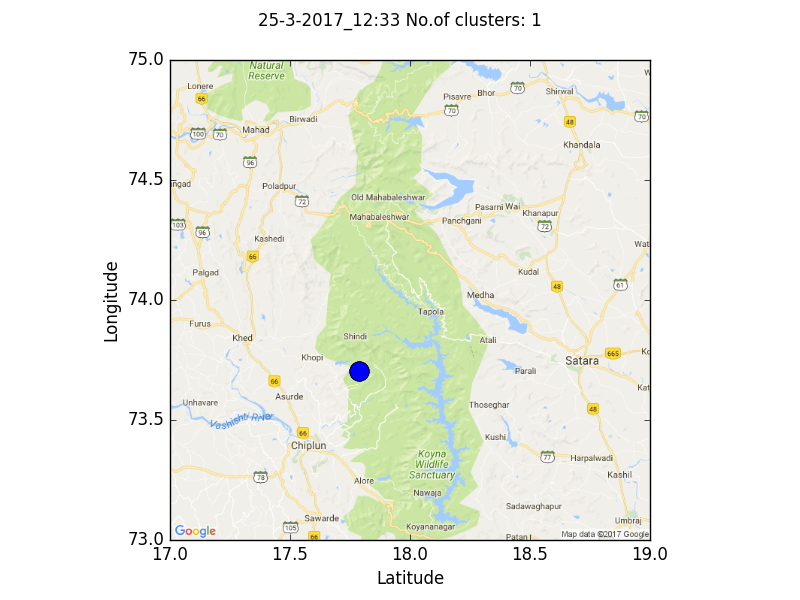 25-3-2017_12:33 No.of clusters: 1
75.0
74.5
74.0
73.5
73.0
Longitude
17.0
17.5
18.0
18.5
19.0
Latitude
Natural
Reserve
Lonere
66
Pisavre
Bhor
70
Shirwal
70
70
48
100
70
Mahad
Birwadi
Khandala
96
Poladpur
72
ngad
Old Mahabaleshwar
Mahabaleshwar
Pasarni
Wai
Panchgani
Khanapur
72
103
96
Kashedi
66
Wat
Palgad
Kudal
61
48
Medha
Tapola
Furus
Khed
Shindi
Atali
Satara
665
Khopi
Parali
66
Asurde
Unhavare
Vashishti River
66
Chiplun
Thoseghar
48
Kushi
77
Harpalwadi
Kashil
78
Alore
Koyna
Wildlife
Sanctuary
Nawaja
Sawarde
105
66
Koyananagar
Sadawaghapur
Umbraj
Patan
Google
Map data ©2017 Google